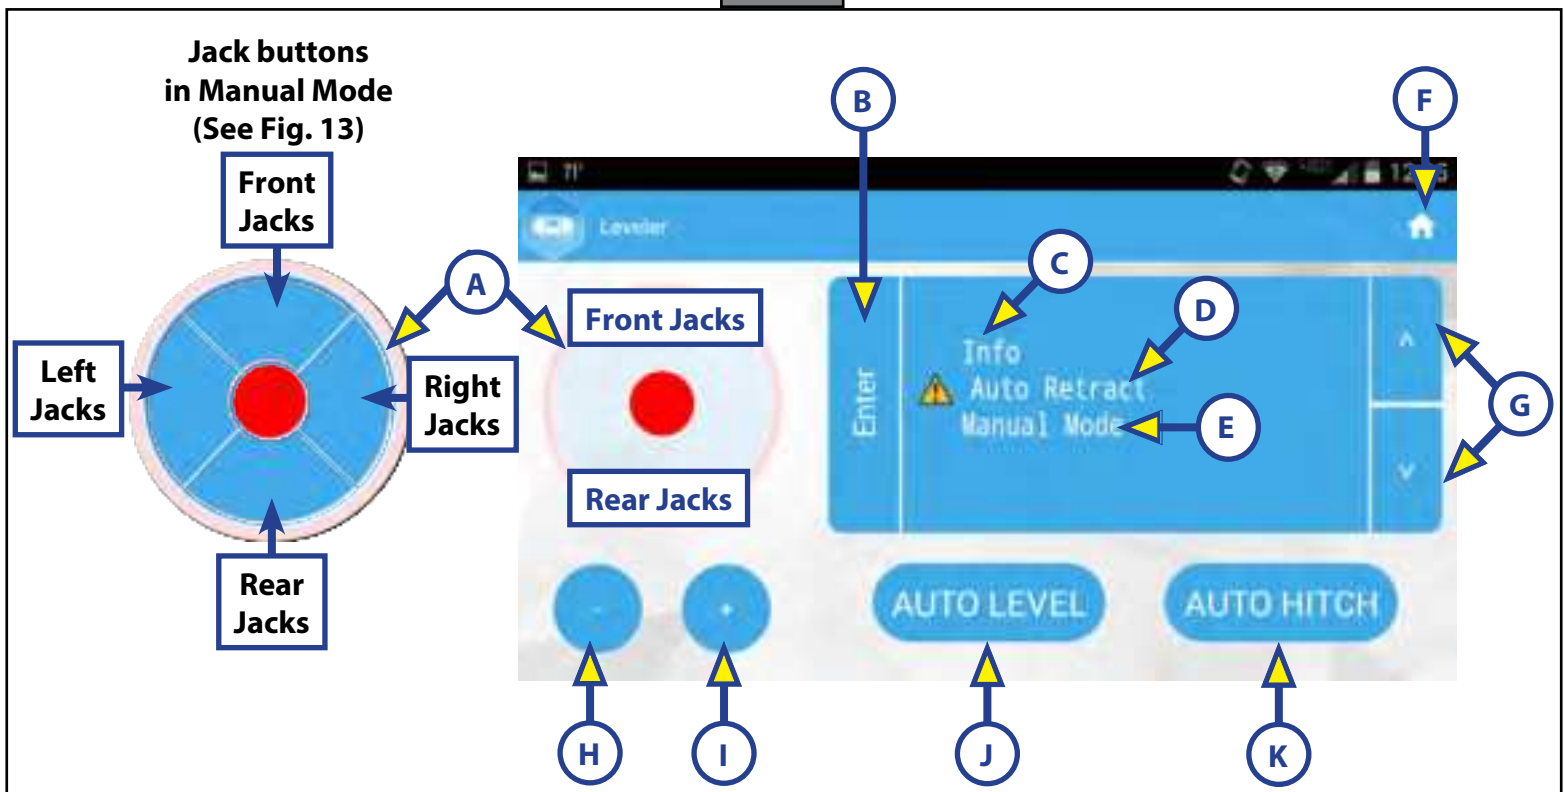 Jack buttons
in Manual Mode
(See Fig. 13)
Front
Jacks
Left
Jacks
Right
Jacks
Rear
Jacks
A
B
F
71°
Leveler
Front Jacks
Rear Jacks
Enter
C
Info
D
Auto Retract
Manual Mode
E
^
G
v
-
+
AUTO LEVEL
AUTO HITCH
H
I
J
K